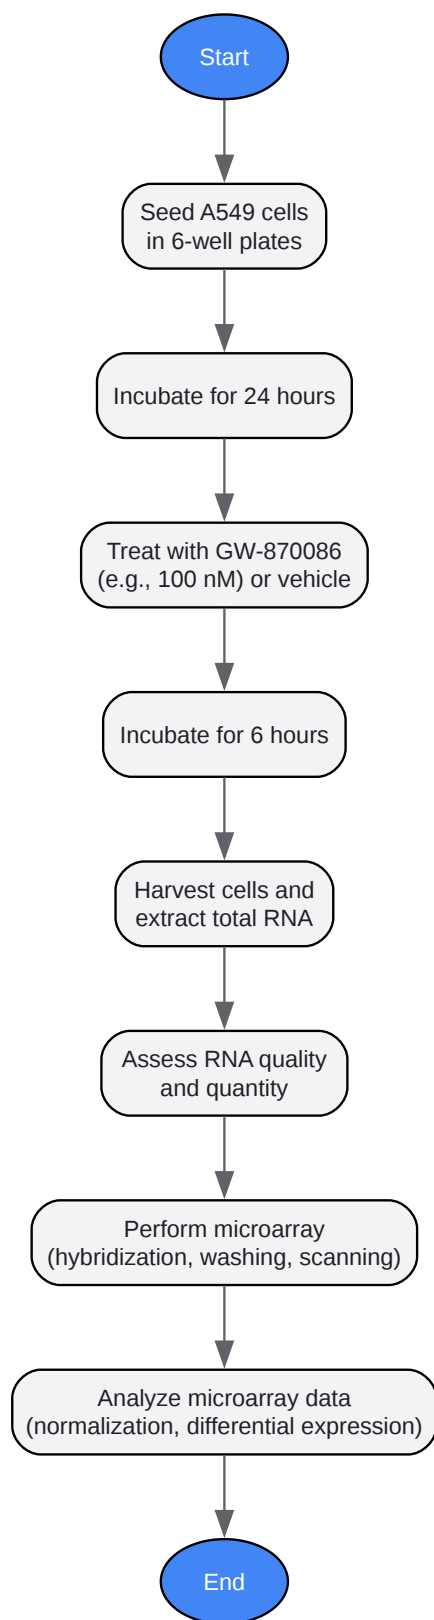 Start
Seed A549 cells
in 6-well plates
Incubate for 24 hours
Treat with GW-870086
(e.g., 100 nM) or vehicle
Incubate for 6 hours
Harvest cells and
extract total RNA
Assess RNA quality
and quantity
Perform microarray
(hybridization, washing, scanning)
Analyze microarray data
(normalization, differential expression)
End